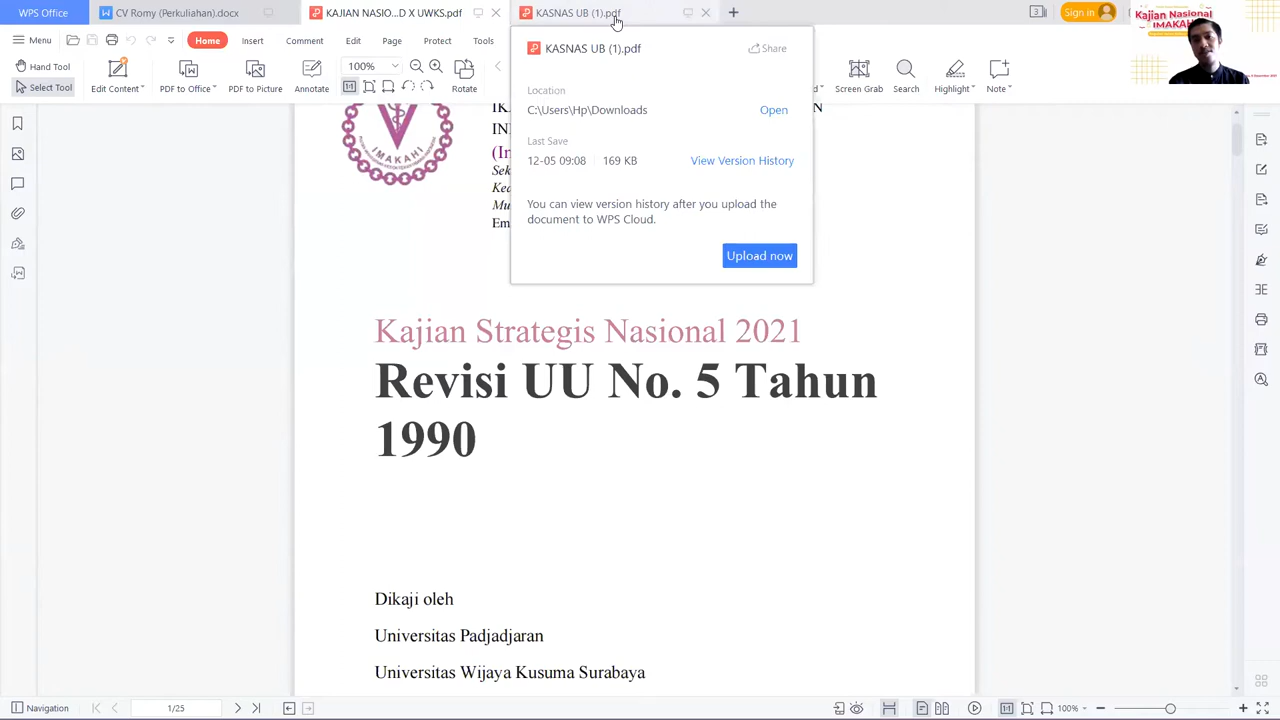 WPS Office
CV Romy (Perkuliahan).docx
KAJIAN NASIO...D X UWKS.pdf
KASNAS UB (1).pdf
Sign in
Menu
Home
Insert
Comment
Edit
Page
Protect
Tools
Hand Tool
Select Tool
Edit Content
PDF to Office
PDF to Picture
Annotate
100%
Rotate
Screen Grab
Search
Highlight
Note
Kajian Nasional
IMAKAHI
KASNAS UB (1).pdf
Share
Location
C:\Users\Hp\Downloads
Open
Last Save
12-05 09:08
169 KB
View Version History
You can view version history after you upload the
document to WPS Cloud.
Upload now
IMAKAHI
Kajian Strategis Nasional 2021
Revisi UU No. 5 Tahun
1990
Dikaji oleh
Universitas Padjadjaran
Universitas Wijaya Kusuma Surabaya
Navigation
1/25
100%